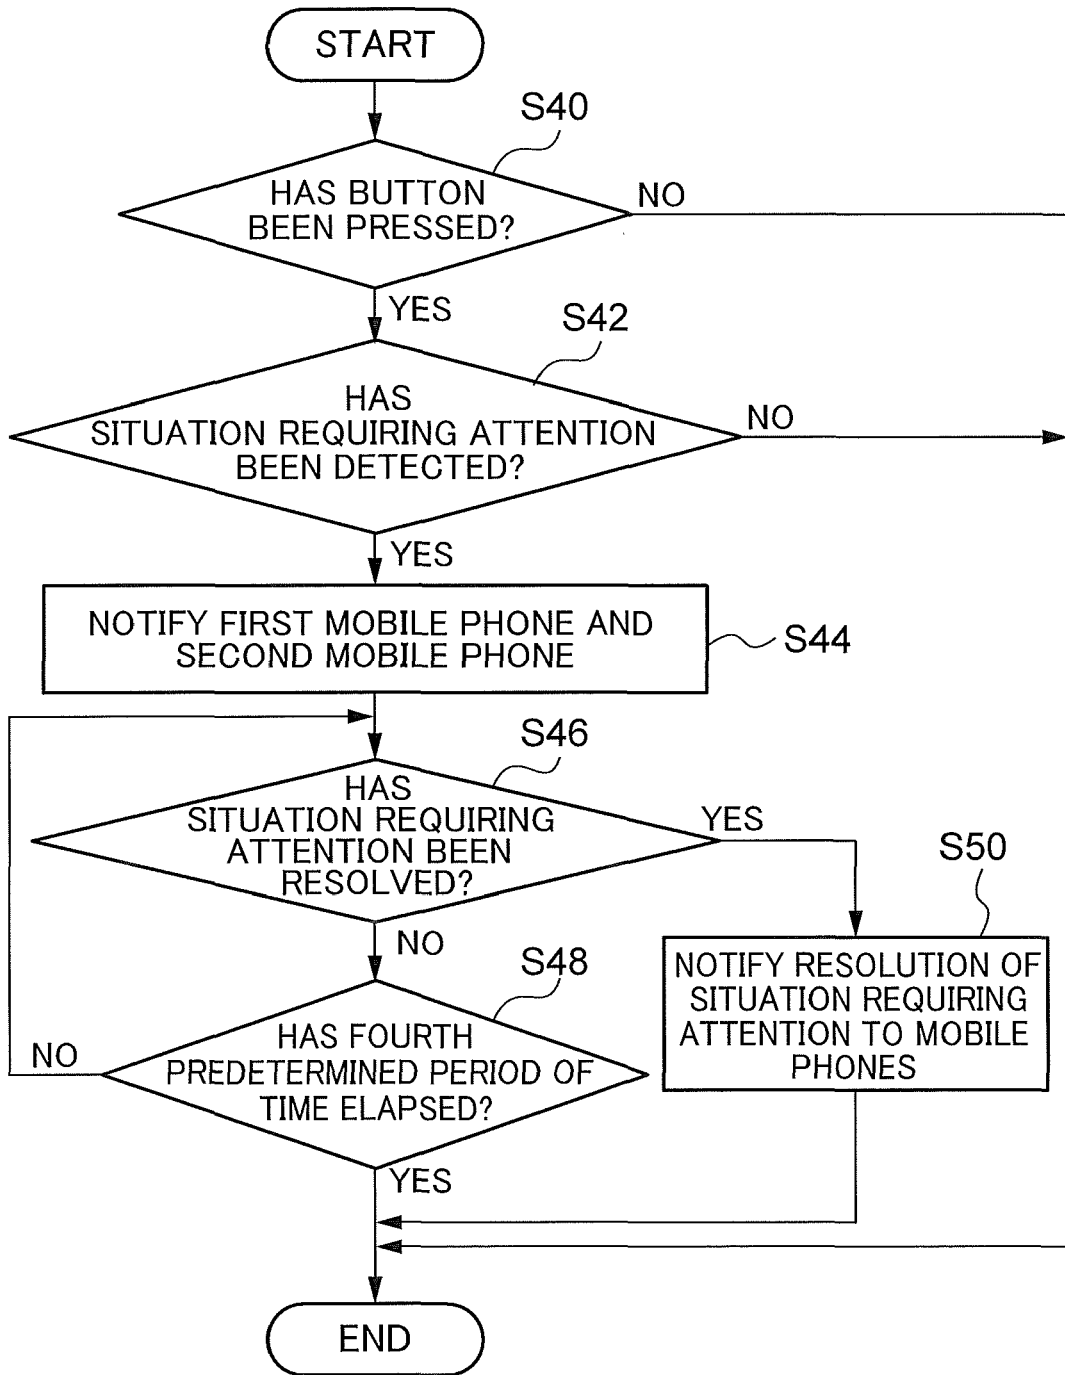 START
S40
HAS BUTTON
BEEN PRESSED?
NO
YES
S42
HAS
SITUATION REQUIRING ATTENTION
BEEN DETECTED?
NO
YES
NOTIFY FIRST MOBILE PHONE AND
SECOND MOBILE PHONE
S44
S46
HAS
SITUATION REQUIRING
ATTENTION BEEN
RESOLVED?
YES
NO
S50
NOTIFY RESOLUTION OF
SITUATION REQUIRING
ATTENTION TO MOBILE
PHONES
S48
HAS FOURTH
PREDETERMINED PERIOD OF
TIME ELAPSED?
NO
YES
END